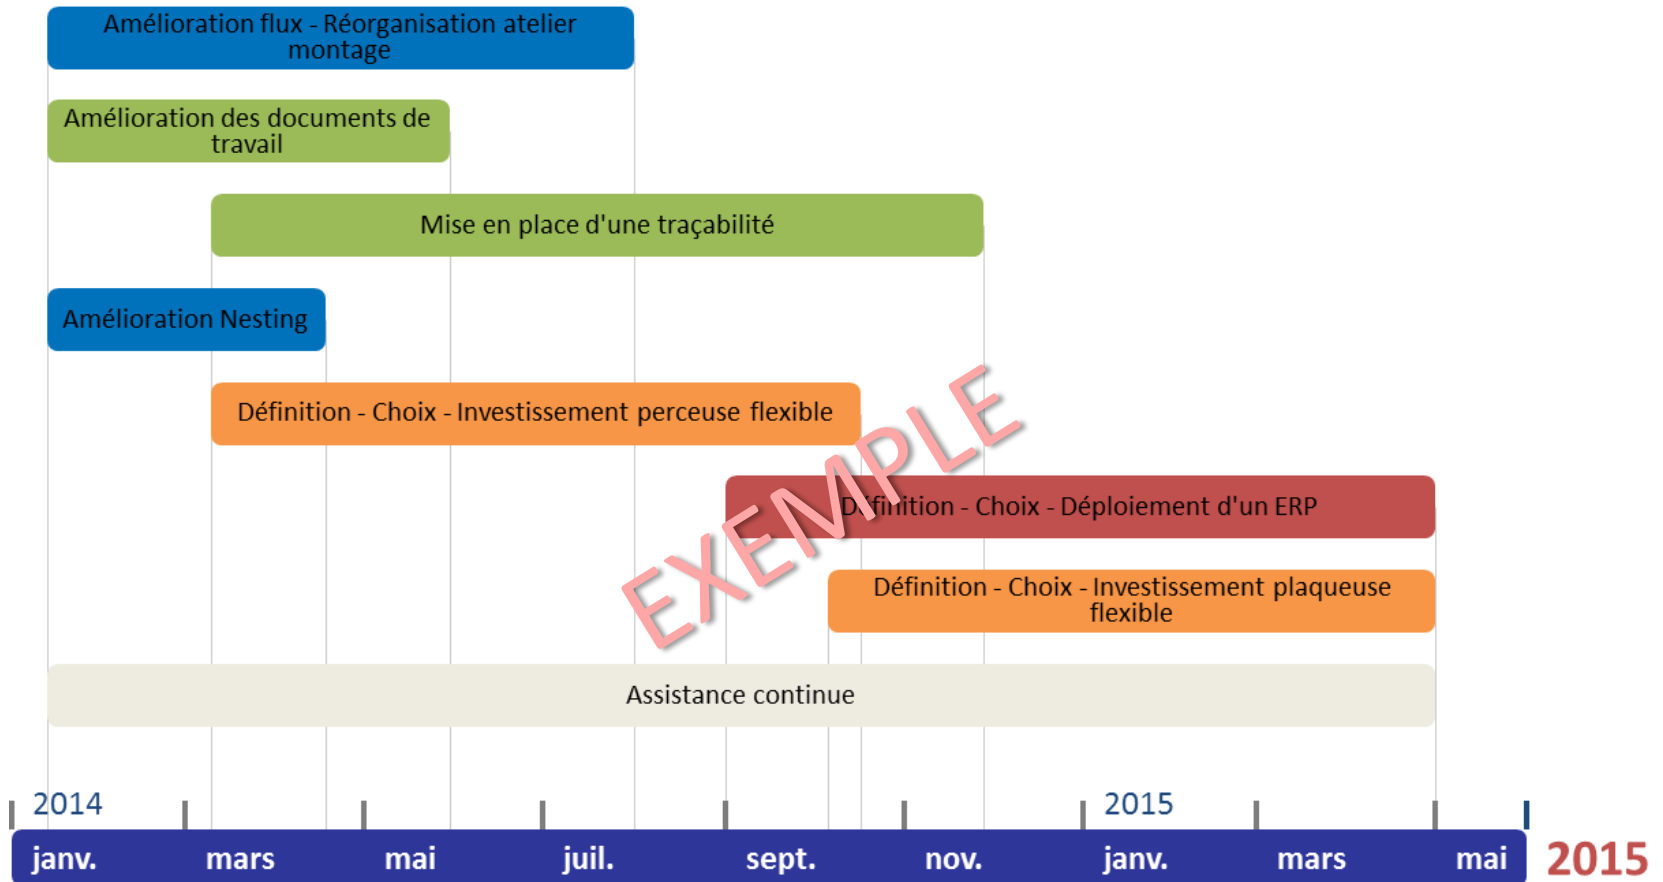 Amélioration flux - Réorganisation atelier
montage
Amélioration des documents de
travail
Mise en place d'une traçabilité
Amélioration Nesting
Définition - Choix - Investissement perceuse flexible
EXEMPLE
Définition - Choix - Déploiement d'un ERP
Définition - Choix - Investissement plaqueuse
flexible
Assistance continue
2014 2015
janv. mars mai juil. sept. nov. janv. mars mai 2015